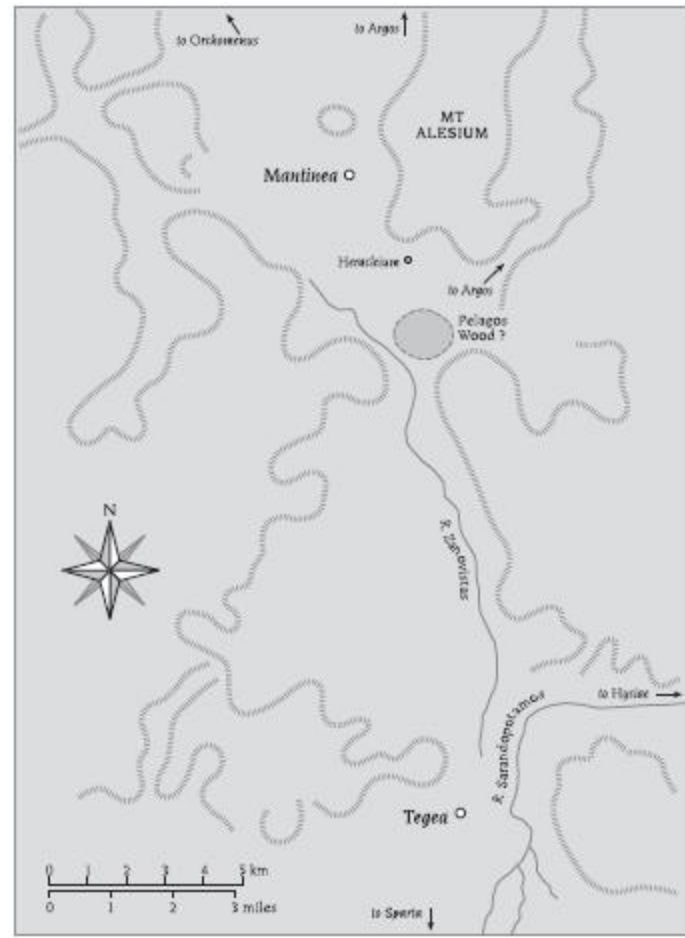 to Orchomenus
to Argos
MT
ALESIUM
Mantinea
Heracleium
to Argos
Pelagos
Wood ?
N
R. Zanovistas
to Hysiae
R. Sarandopotamos
Tegea
0 1 2 3 4 5 km
0 1 2 3 miles
to Sparta